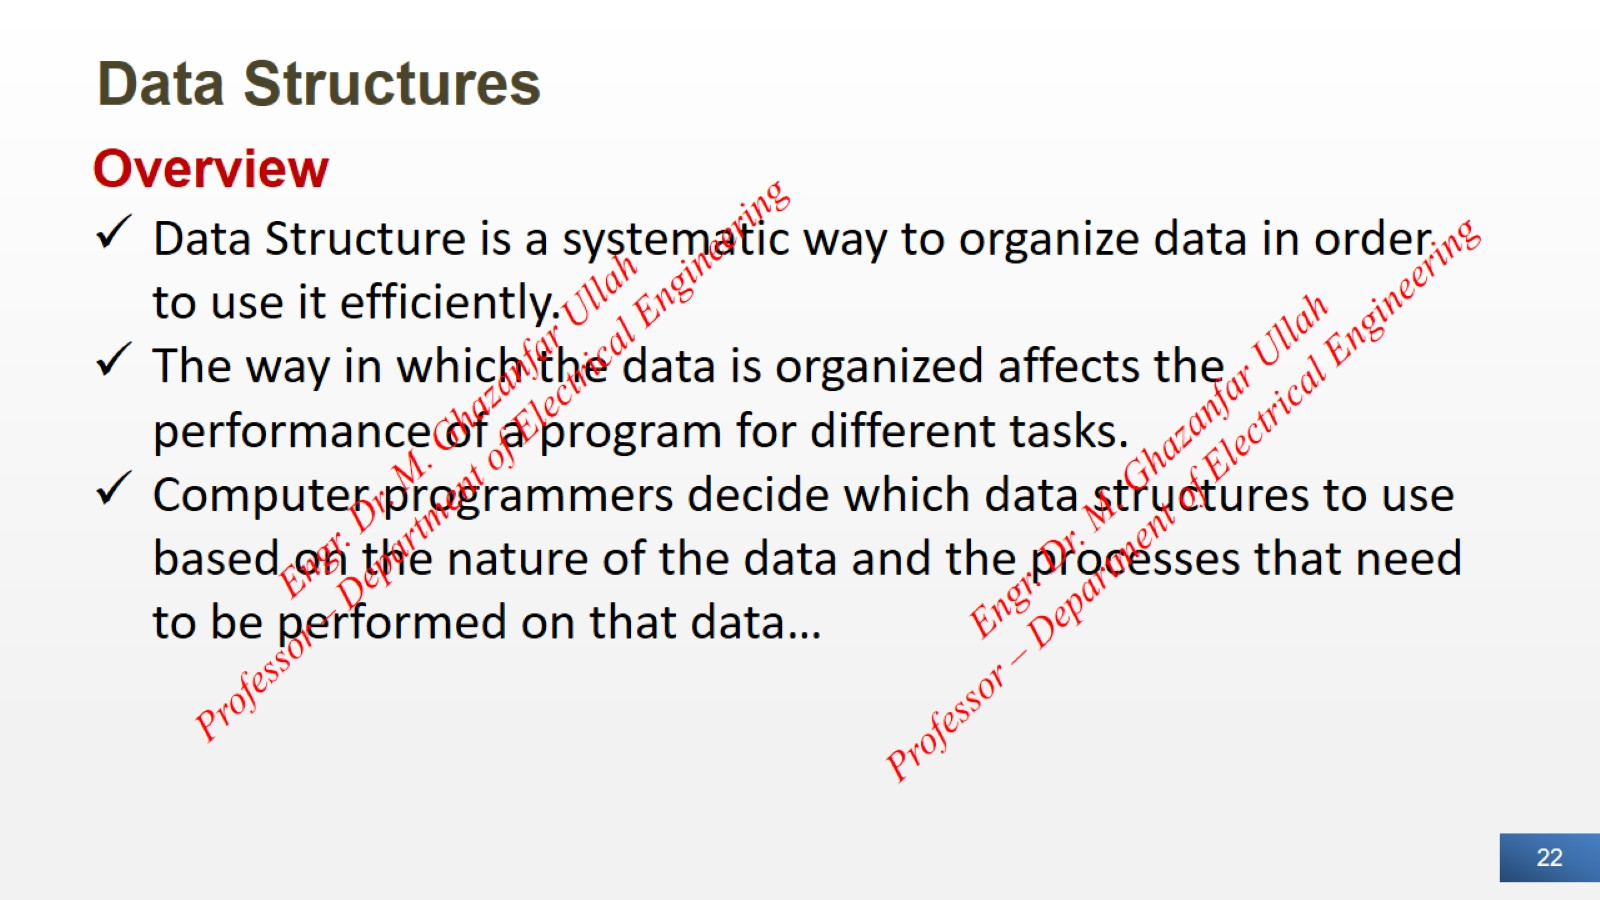 Data Structures
Overview
✓ Data Structure is a systematic way to organize data in order
to use it efficiently.
✓ The way in which the data is organized affects the
performance of a program for different tasks.
✓ Computer programmers decide which data structures to use
based on the nature of the data and the processes that need
to be performed on that data…
Engr. Dr. M. Ghazanfar Ullah
Professor – Department of Electrical Engineering
Engr. Dr. M. Ghazanfar Ullah
Professor – Department of Electrical Engineering
22